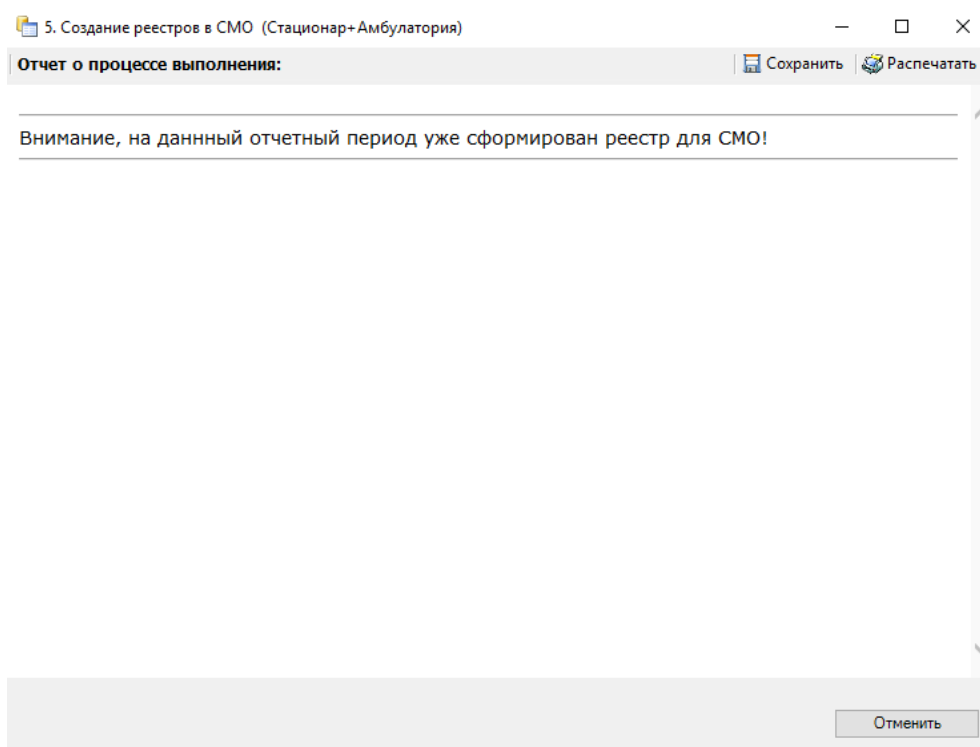 5. Создание реестров в СМО (Стационар+Амбулатория)
Отчет о процессе выполнения: Сохранить Распечатать
Внимание, на даннный отчетный период уже сформирован реестр для СМО!
Отменить